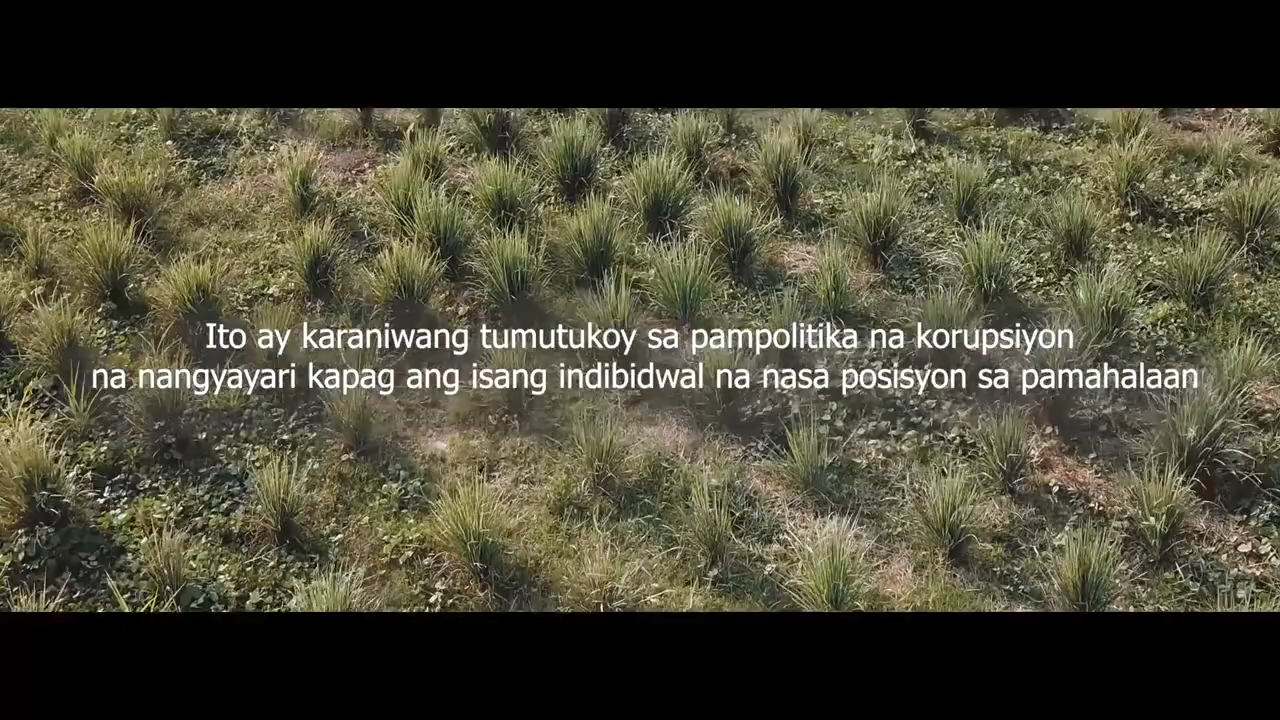 Ito ay karaniwang tumutukoy sa pampolitika na korupsiyon
na nangyayari kapag ang isang indibidwal na nasa posisyon sa pamahalaan